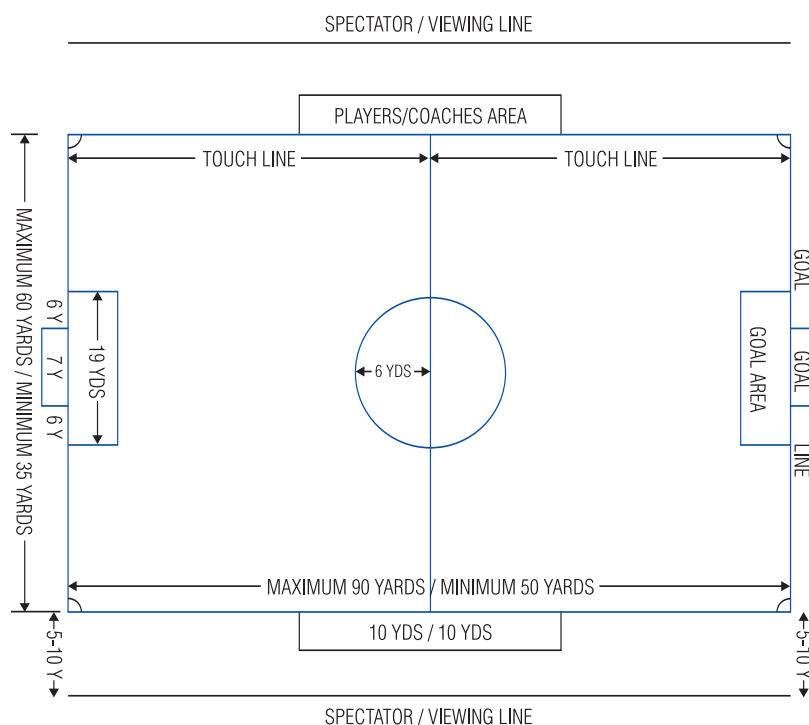 SPECTATOR / VIEWING LINE
PLAYERS/COACHES AREA
TOUCH LINE
TOUCH LINE
MAXIMUM 60 YARDS / MINIMUM 35 YARDS
6 Y
7 Y
6 Y
19 YDS
6 YDS
GOAL AREA
GOAL
GOAL
LINE
MAXIMUM 90 YARDS / MINIMUM 50 YARDS
10 YDS / 10 YDS
5-10 Y
5-10 Y
SPECTATOR / VIEWING LINE